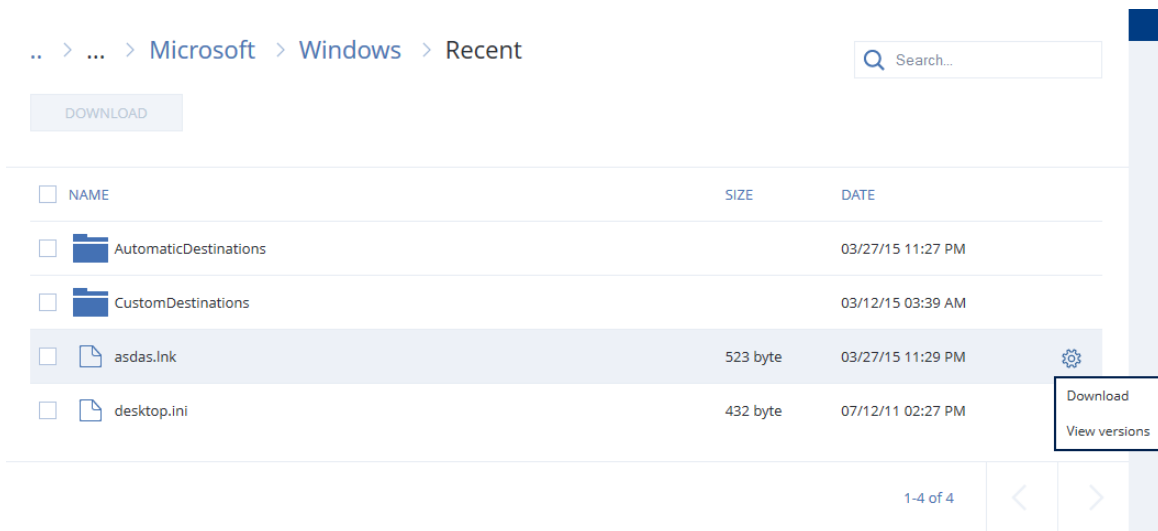 .. > ... > Microsoft > Windows > Recent
Search...
DOWNLOAD
NAME SIZE DATE
AutomaticDestinations 03/27/15 11:27 PM
CustomDestinations 03/12/15 03:39 AM
asdas.lnk 523 byte 03/27/15 11:29 PM
Download
desktop.ini 432 byte 07/12/11 02:27 PM
View versions
1-4 of 4